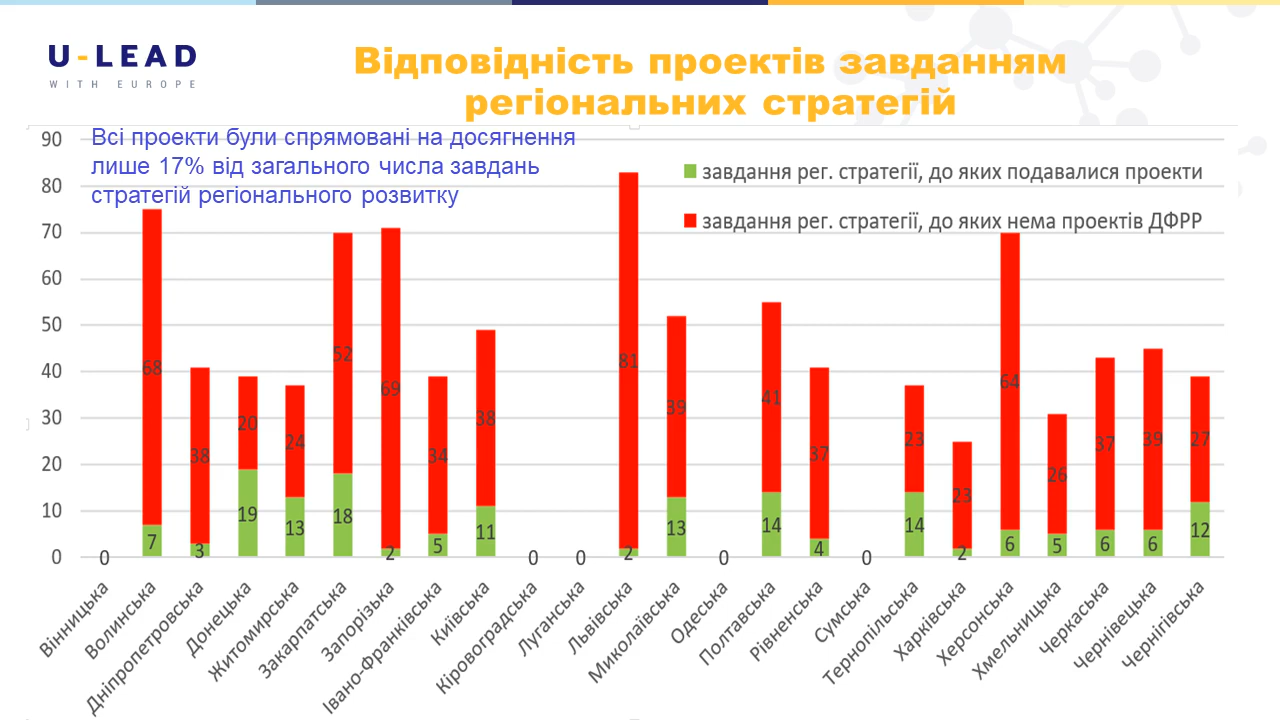 U-LEAD
WITH EUROPE
Відповідність проектів завданням
регіональних стратегій
Всі проекти були спрямовані на досягнення
лише 17% від загального числа завдань
стратегій регіонального розвитку
завдання рег. стратегії, до яких подавалися проекти
завдання рег. стратегії, до яких нема проектів ДФРР
90
80
70
60
50
40
30
20
10
0
0 7 3 19 13 18 2 5 11 0 0 2 13 0 14 4 0 14 2 6 5 6 6 12
68 38 20 24 52 69 34 38 81 39 41 37 23 23 64 26 37 39 27
Вінницька
Волинська
Дніпропетровська
Донецька
Житомирська
Закарпатська
Запорізька
Івано-Франківська
Київська
Кіровоградська
Луганська
Львівська
Миколаївська
Одеська
Полтавська
Рівненська
Сумська
Тернопільська
Харківська
Херсонська
Хмельницька
Черкаська
Чернівецька
Чернігівська